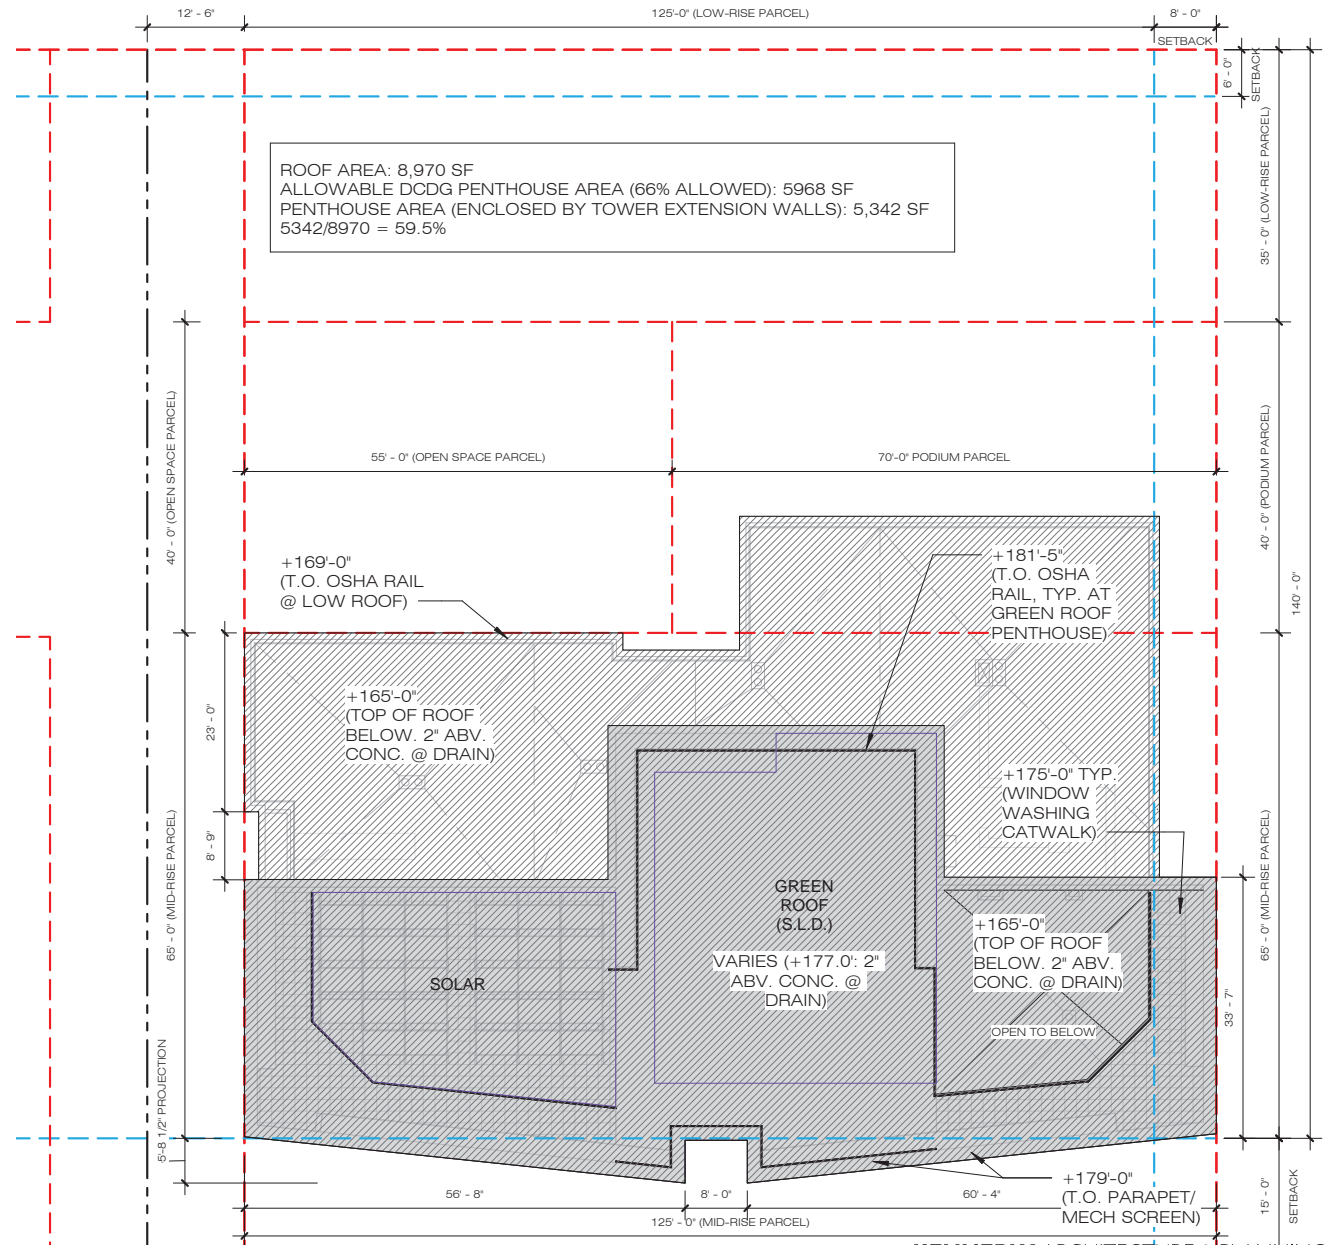 12' - 6"
125'-0" (LOW-RISE PARCEL)
8' - 0"
SETBACK
6' - 0"
SETBACK
35' - 0" (LOW-RISE PARCEL)
ROOF AREA: 8,970 SF
ALLOWABLE DCDG PENTHOUSE AREA (66% ALLOWED): 5968 SF
PENTHOUSE AREA (ENCLOSED BY TOWER EXTENSION WALLS): 5,342 SF
5342/8970 = 59.5%
40' - 0" (OPEN SPACE PARCEL)
55' - 0" (OPEN SPACE PARCEL)
70'-0" PODIUM PARCEL
40' - 0" (PODIUM PARCEL)
140' - 0"
+169'-0"
(T.O. OSHA RAIL
@ LOW ROOF)
+181'-5"
(T.O. OSHA
RAIL, TYP. AT
GREEN ROOF
PENTHOUSE)
23' - 0"
+165'-0"
(TOP OF ROOF
BELOW. 2" ABV.
CONC. @ DRAIN)
+175'-0" TYP.
(WINDOW
WASHING
CATWALK)
8' - 9"
65' - 0" (MID-RISE PARCEL)
65' - 0" (MID-RISE PARCEL)
GREEN
ROOF
(S.L.D.)
VARIES (+177.0': 2"
ABV. CONC. @
DRAIN)
SOLAR
+165'-0"
(TOP OF ROOF
BELOW. 2" ABV.
CONC. @ DRAIN)
OPEN TO BELOW
33' - 7"
5'-8 1/2" PROJECTION
+179'-0"
(T.O. PARAPET/
MECH SCREEN)
56' - 8"
8' - 0"
60' - 4"
15' - 0"
SETBACK
125' - 0" (MID-RISE PARCEL)